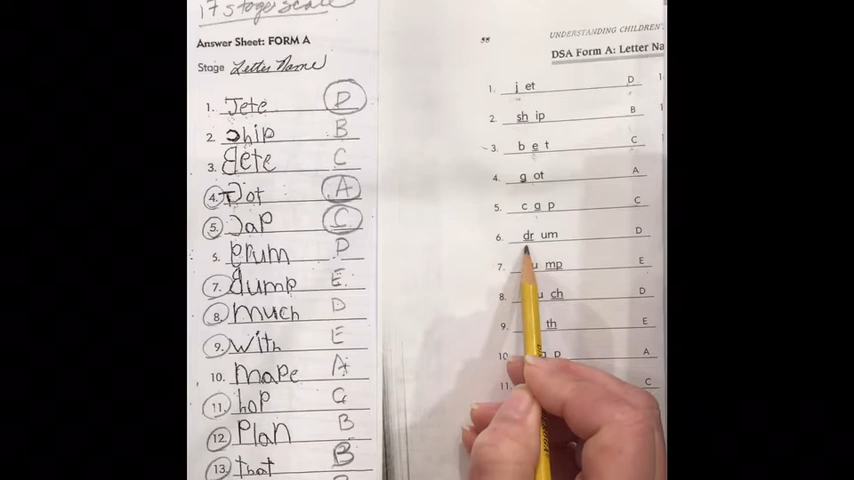 17 stage scale
Answer Sheet: FORM A
Stage Letter Name
1. Jete D
2. Ship B
3. Bete C
4. Dot A
5. Jap C
5. Prum D
7. Jump E
8. much D
9. with E
10. mape A
11. hop C
12. Plan B
13. that B
58
UNDERSTANDING CHILDREN'
DSA Form A: Letter Na
1. j et D
2. sh ip B
3. b e t C
4. g ot A
5. c a p C
6. dr um D
7. u mp E
8. u ch D
9. th E
10. a p A
11. C